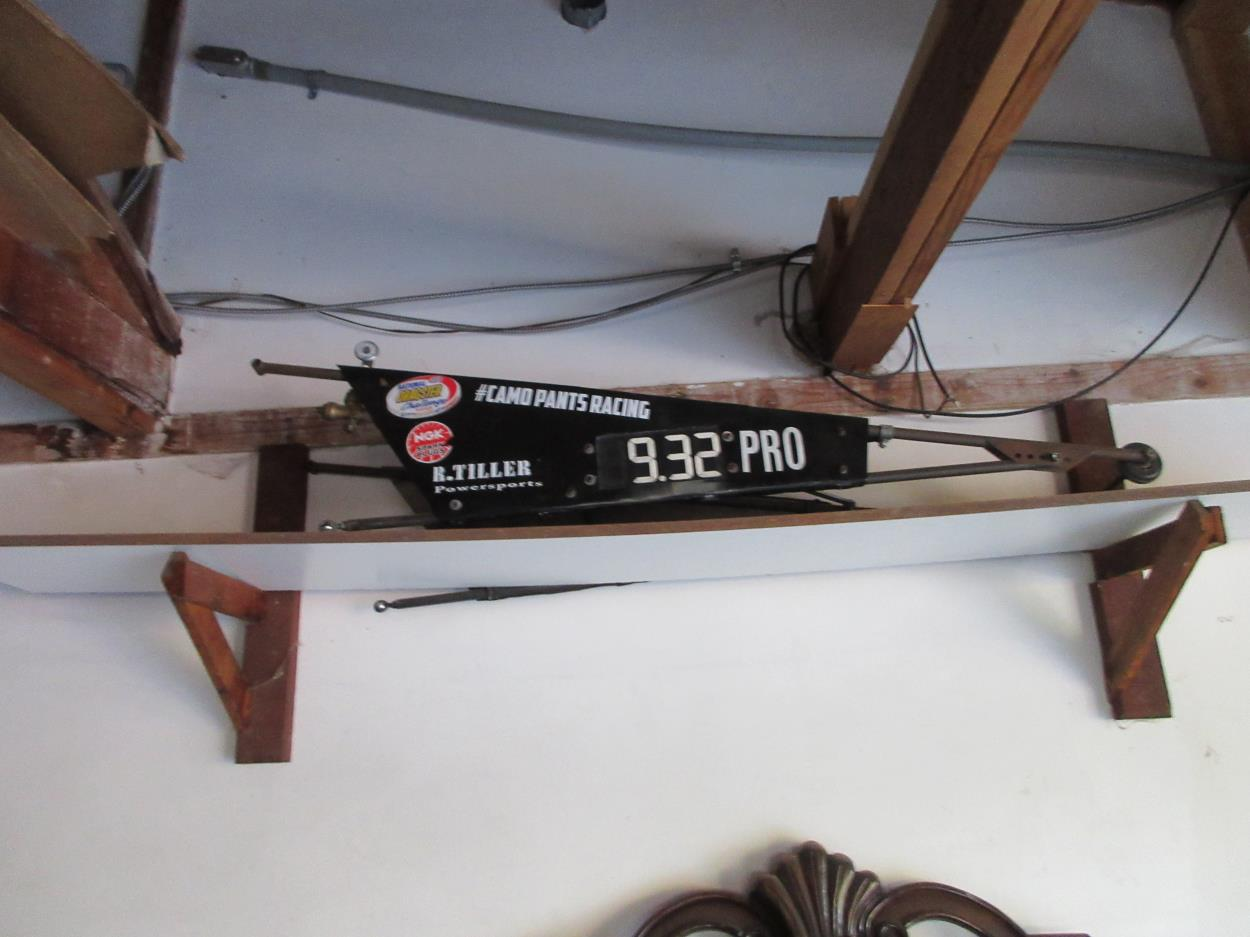 #CAMO PANTS RACING
NGK
R.TILLER
Powersports
9.32 PRO